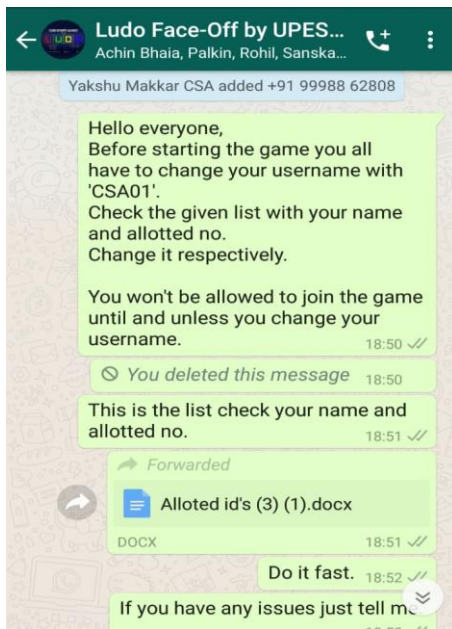 Ludo Face-Off by UPES...
Achin Bhaia, Palkin, Rohil, Sanska...
Yakshu Makkar CSA added +91 99988 62808
Hello everyone,
Before starting the game you all
have to change your username with
'CSA01'.
Check the given list with your name
and allotted no.
Change it respectively.
You won't be allowed to join the game
until and unless you change your
username.
18:50
You deleted this message 18:50
This is the list check your name and
allotted no.
18:51
Forwarded
Alloted id's (3) (1).docx
DOCX 18:51
Do it fast. 18:52
If you have any issues just tell me